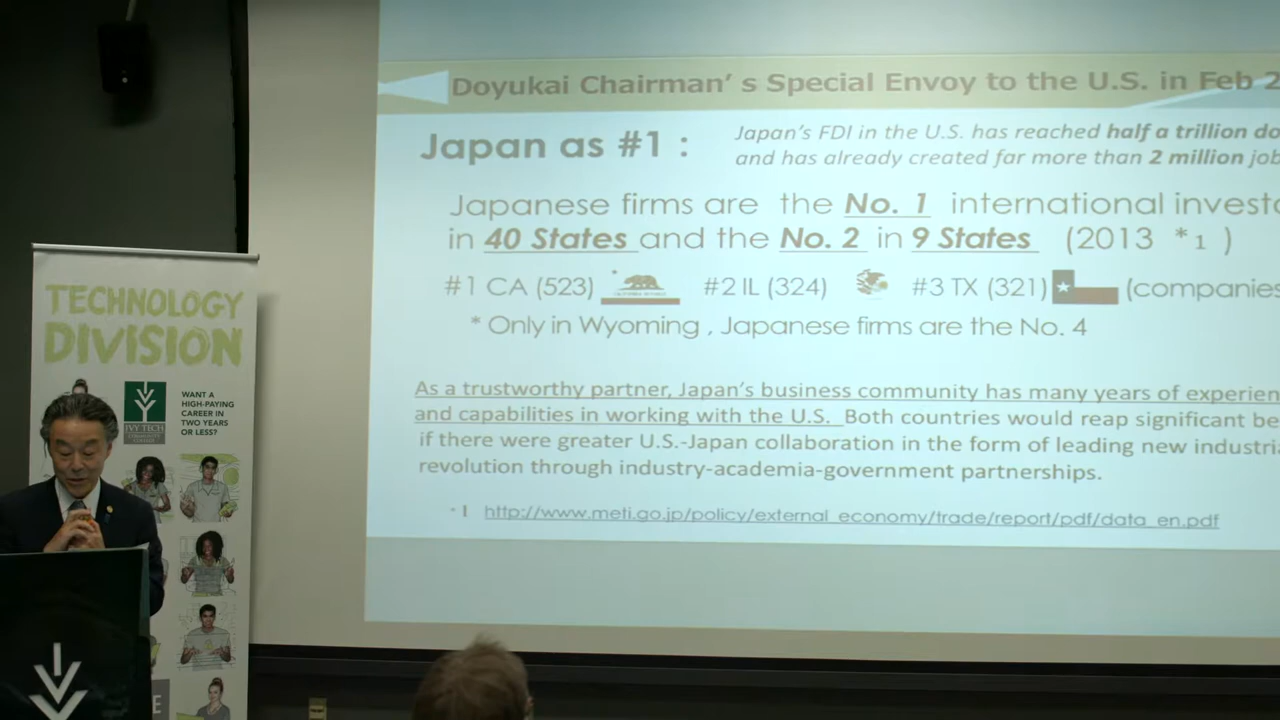 Doyukai Chairman's Special Envoy to the U.S. in Feb 2
Japan as #1 :
Japan's FDI in the U.S. has reached half a trillion do
and has already created far more than 2 million job
Japanese firms are the No. 1 international investo
in 40 States and the No. 2 in 9 States (2013 *1 )
#1 CA (523) #2 IL (324) #3 TX (321) (companies
* Only in Wyoming , Japanese firms are the No. 4
As a trustworthy partner, Japan's business community has many years of experien
and capabilities in working with the U.S. Both countries would reap significant be
if there were greater U.S.-Japan collaboration in the form of leading new industria
revolution through industry-academia-government partnerships.
*1 http://www.meti.go.jp/policy/external_economy/trade/report/pdf/data_en.pdf
TECHNOLOGY
DIVISION
IVY TECH
COMMUNITY COLLEGE
WANT A
HIGH-PAYING
CAREER IN
TWO YEARS
OR LESS?
E